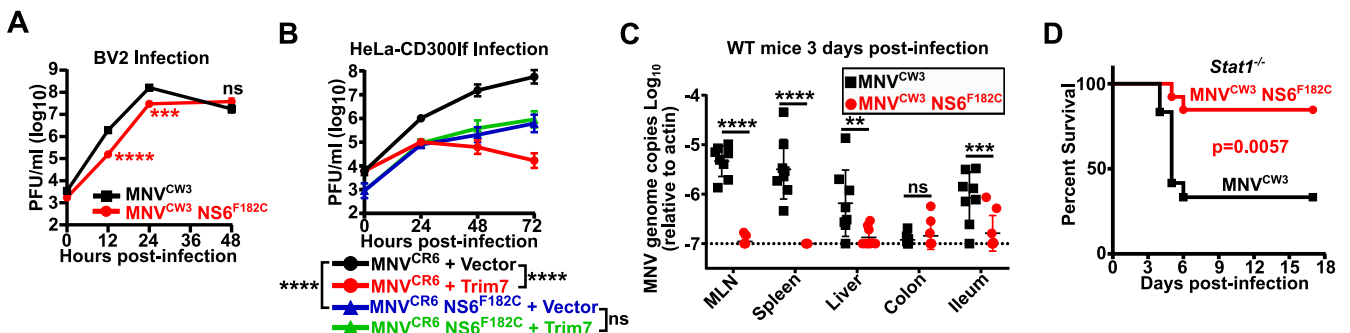 A
BV2 Infection
PFU/ml (log10)
9
8
7
6
5
4
3
2
0
12
24
48
Hours post-infection
****
***
ns
MNV^CW3
MNV^CW3 NS6^F182C
B
HeLa-CD300lf Infection
PFU/ml (log10)
9
8
7
6
5
4
3
2
0
24
48
72
Hours post-infection
MNV^CR6 + Vector
MNV^CR6 + Trim7
MNV^CR6 NS6^F182C + Vector
MNV^CR6 NS6^F182C + Trim7
****
****
ns
C
WT mice 3 days post-infection
MNV^CW3
MNV^CW3 NS6^F182C
MNV genome copies Log10
(relative to actin)
-4
-5
-6
-7
****
****
**
ns
***
MLN
Spleen
Liver
Colon
Ileum
D
Stat1-/-
Percent Survival
100
50
0
MNV^CW3 NS6^F182C
p=0.0057
MNV^CW3
0
3
6
9
12
15
18
Days post-infection